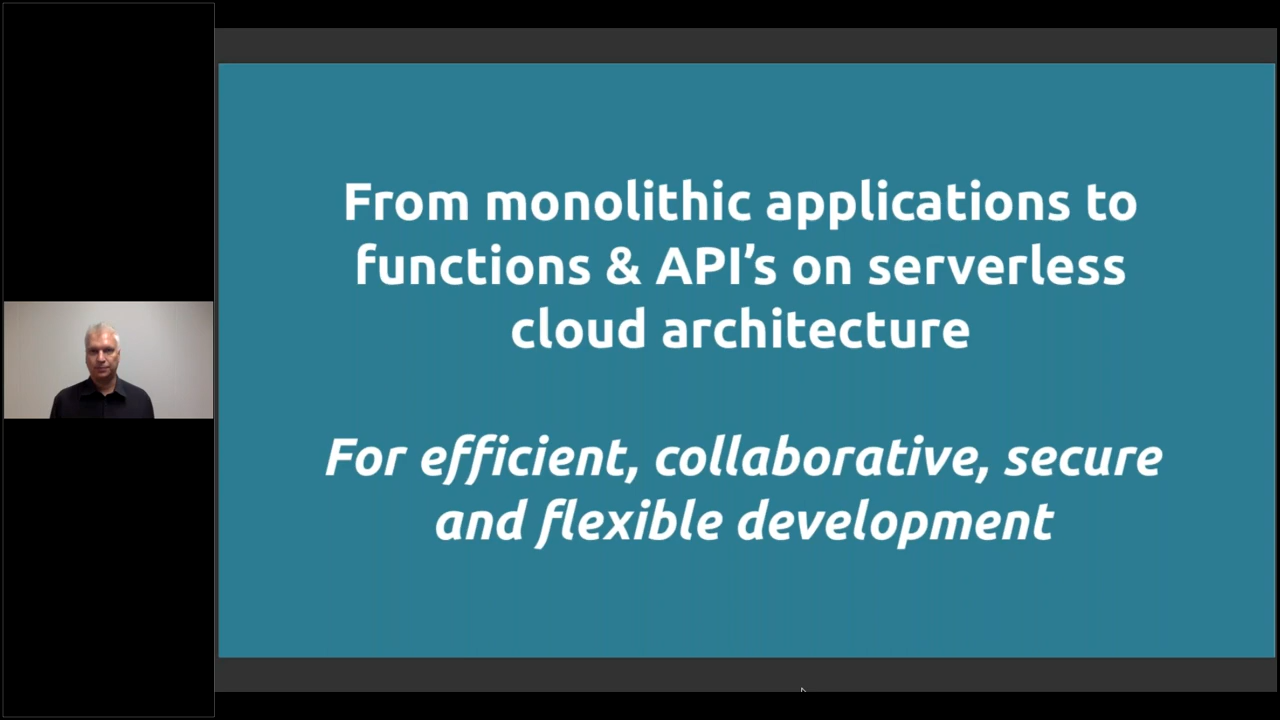 From monolithic applications to
functions & API’s on serverless
cloud architecture
For efficient, collaborative, secure
and flexible development